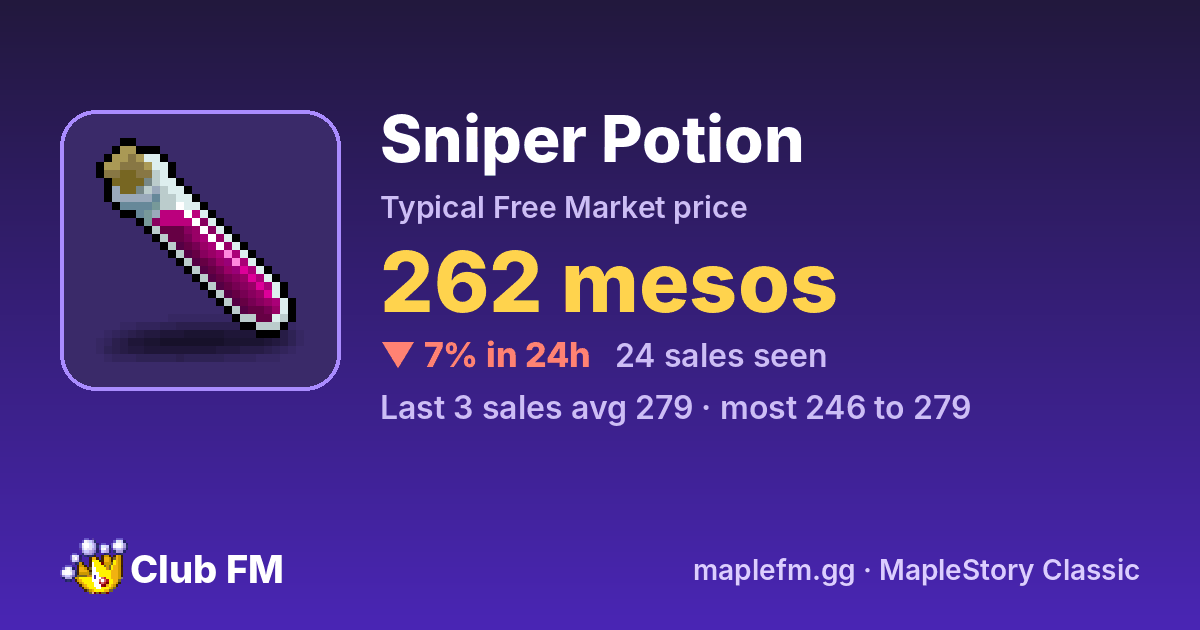 Sniper Potion
Typical Free Market price
262 mesos
▼ 7% in 24h 24 sales seen
Last 3 sales avg 279 · most 246 to 279
Club FM
maplefm.gg · MapleStory Classic